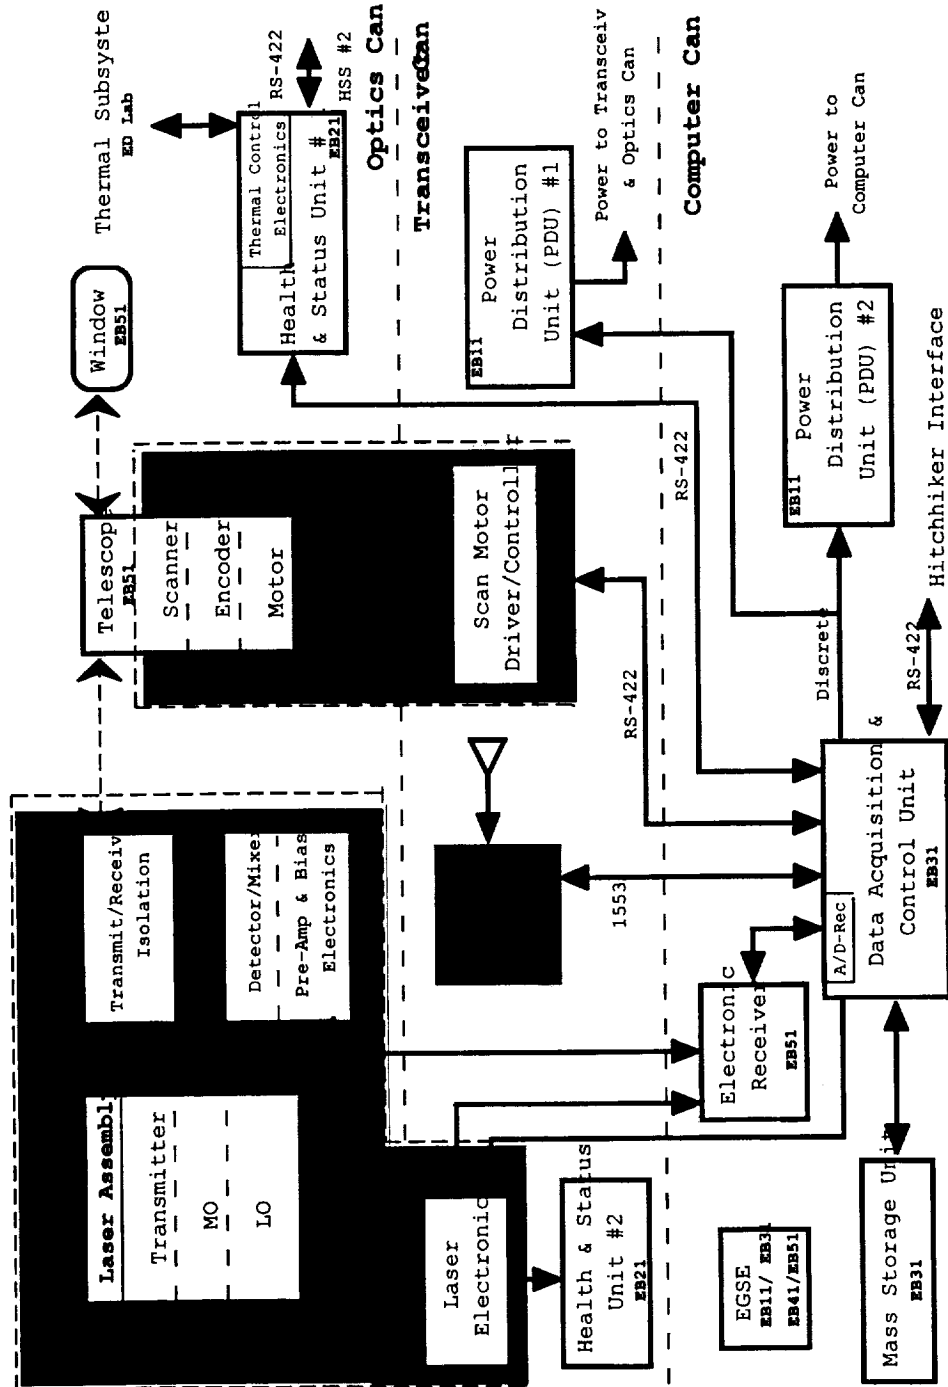 Laser Assembly
Transmitter
MO
LO
Transmit/Receiv
Isolation
Detector/Mixer
Pre-Amp & Bias
Electronics
Telescop
EB51
Scanner
Encoder
Motor
Window
EB51
Thermal Subsyste
ED Lab
Thermal Control
Electronics
Health
& Status Unit #
EB21
RS-422
HSS #2
Optics Can
Transceiver Can
Laser
Electronic
Health & Status
Unit #2
EB21
1553
Scan Motor
Driver/Controller
RS-422
RS-422
EB11
Power
Distribution
Unit (PDU) #1
Power to Transceiv
& Optics Can
Computer Can
EGSE
EB11/ EB31
EB41/EB51
Electronic
Receiver
EB51
Mass Storage Unit
EB31
A/D-Rec
Data Acquisition &
Control Unit
EB31
Discrete
EB11
Power
Distribution
Unit (PDU) #2
Power to
Computer Can
RS-422
Hitchhiker Interface